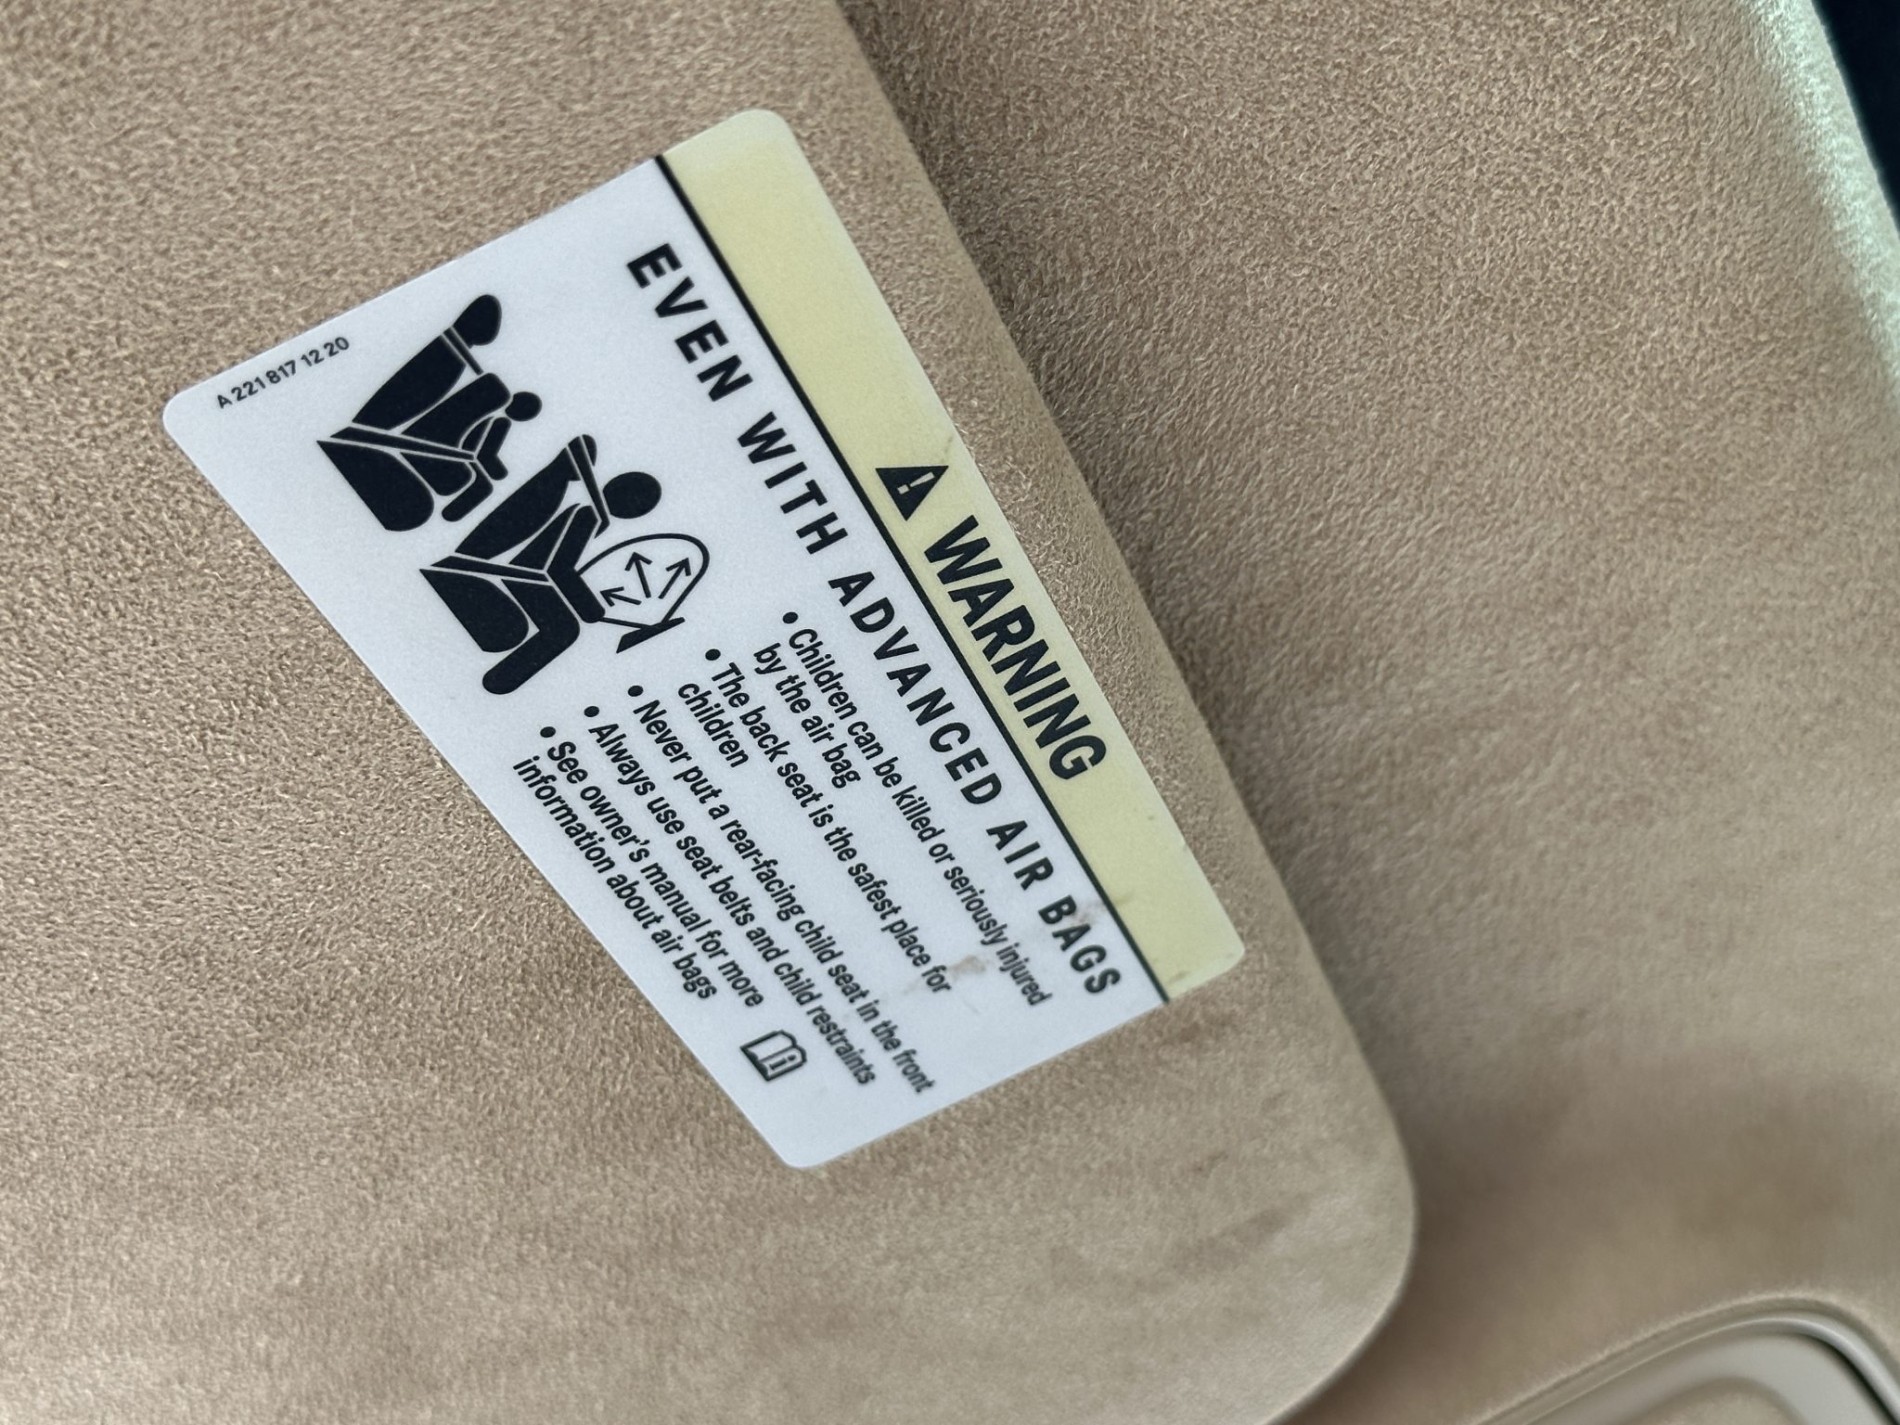 WARNING
EVEN WITH ADVANCED AIR BAGS
• Children can be killed or seriously injured
by the air bag
• The back seat is the safest place for
children
• Never put a rear-facing child seat in the front
• Always use seat belts and child restraints
• See owner's manual for more
information about air bags
A 221 817 12 20